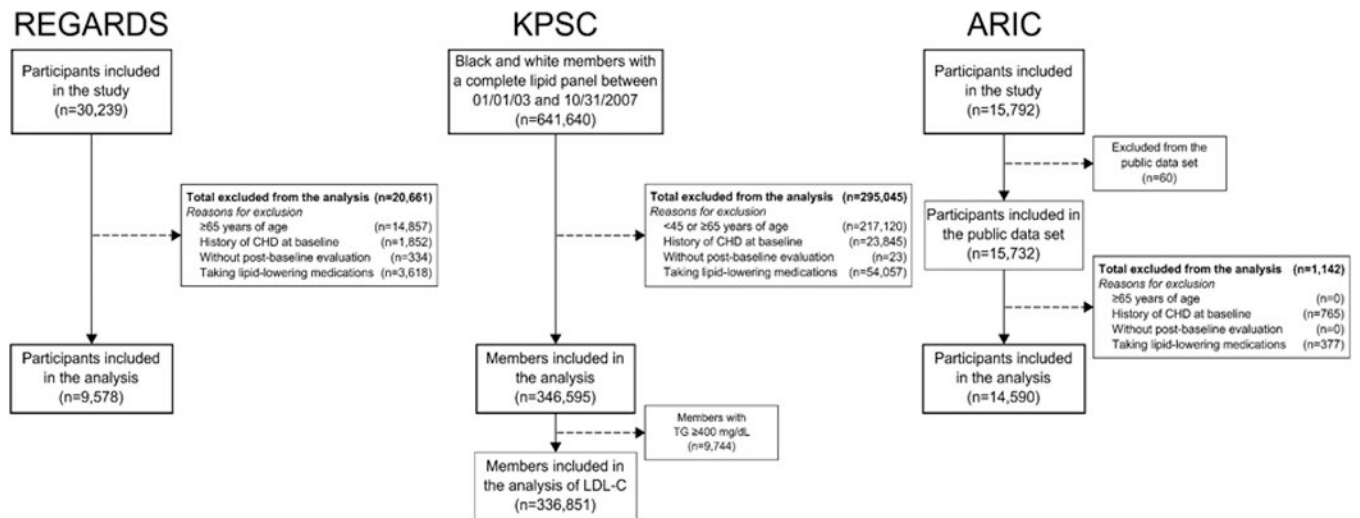 REGARDS
Participants included
in the study
(n=30,239)
Total excluded from the analysis (n=20,661)
Reasons for exclusion
≥65 years of age (n=14,857)
History of CHD at baseline (n=1,852)
Without post-baseline evaluation (n=334)
Taking lipid-lowering medications (n=3,618)
Participants included
in the analysis
(n=9,578)
KPSC
Black and white members with
a complete lipid panel between
01/01/03 and 10/31/2007
(n=641,640)
Total excluded from the analysis (n=295,045)
Reasons for exclusion
<45 or ≥65 years of age (n=217,120)
History of CHD at baseline (n=23,845)
Without post-baseline evaluation (n=23)
Taking lipid-lowering medications (n=54,057)
Members included in
the analysis
(n=346,595)
Members with
TG ≥400 mg/dL
(n=9,744)
Members included in
the analysis of LDL-C
(n=336,851)
ARIC
Participants included
in the study
(n=15,792)
Excluded from the
public data set
(n=60)
Participants included in
the public data set
(n=15,732)
Total excluded from the analysis (n=1,142)
Reasons for exclusion
≥65 years of age (n=0)
History of CHD at baseline (n=765)
Without post-baseline evaluation (n=0)
Taking lipid-lowering medications (n=377)
Participants included
in the analysis
(n=14,590)